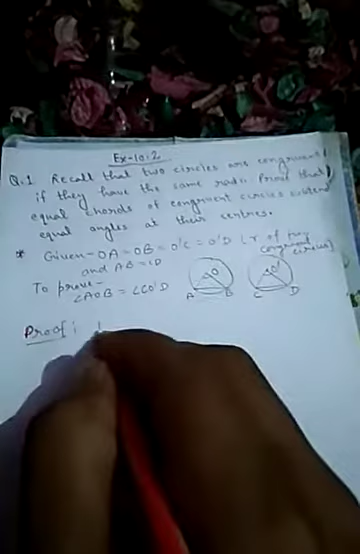 Ex-10.2
Q.1 Recall that two circles are congruent
if they have the same radii. Prove that
equal chords of congruent circles subtend
equal angles at their centres.
* Given - OA = OB = O'C = O'D (r of two
congruent circles)
and AB = CD
To prove -
∠AOB = ∠CO'D
O
A B
O'
C D
Proof :